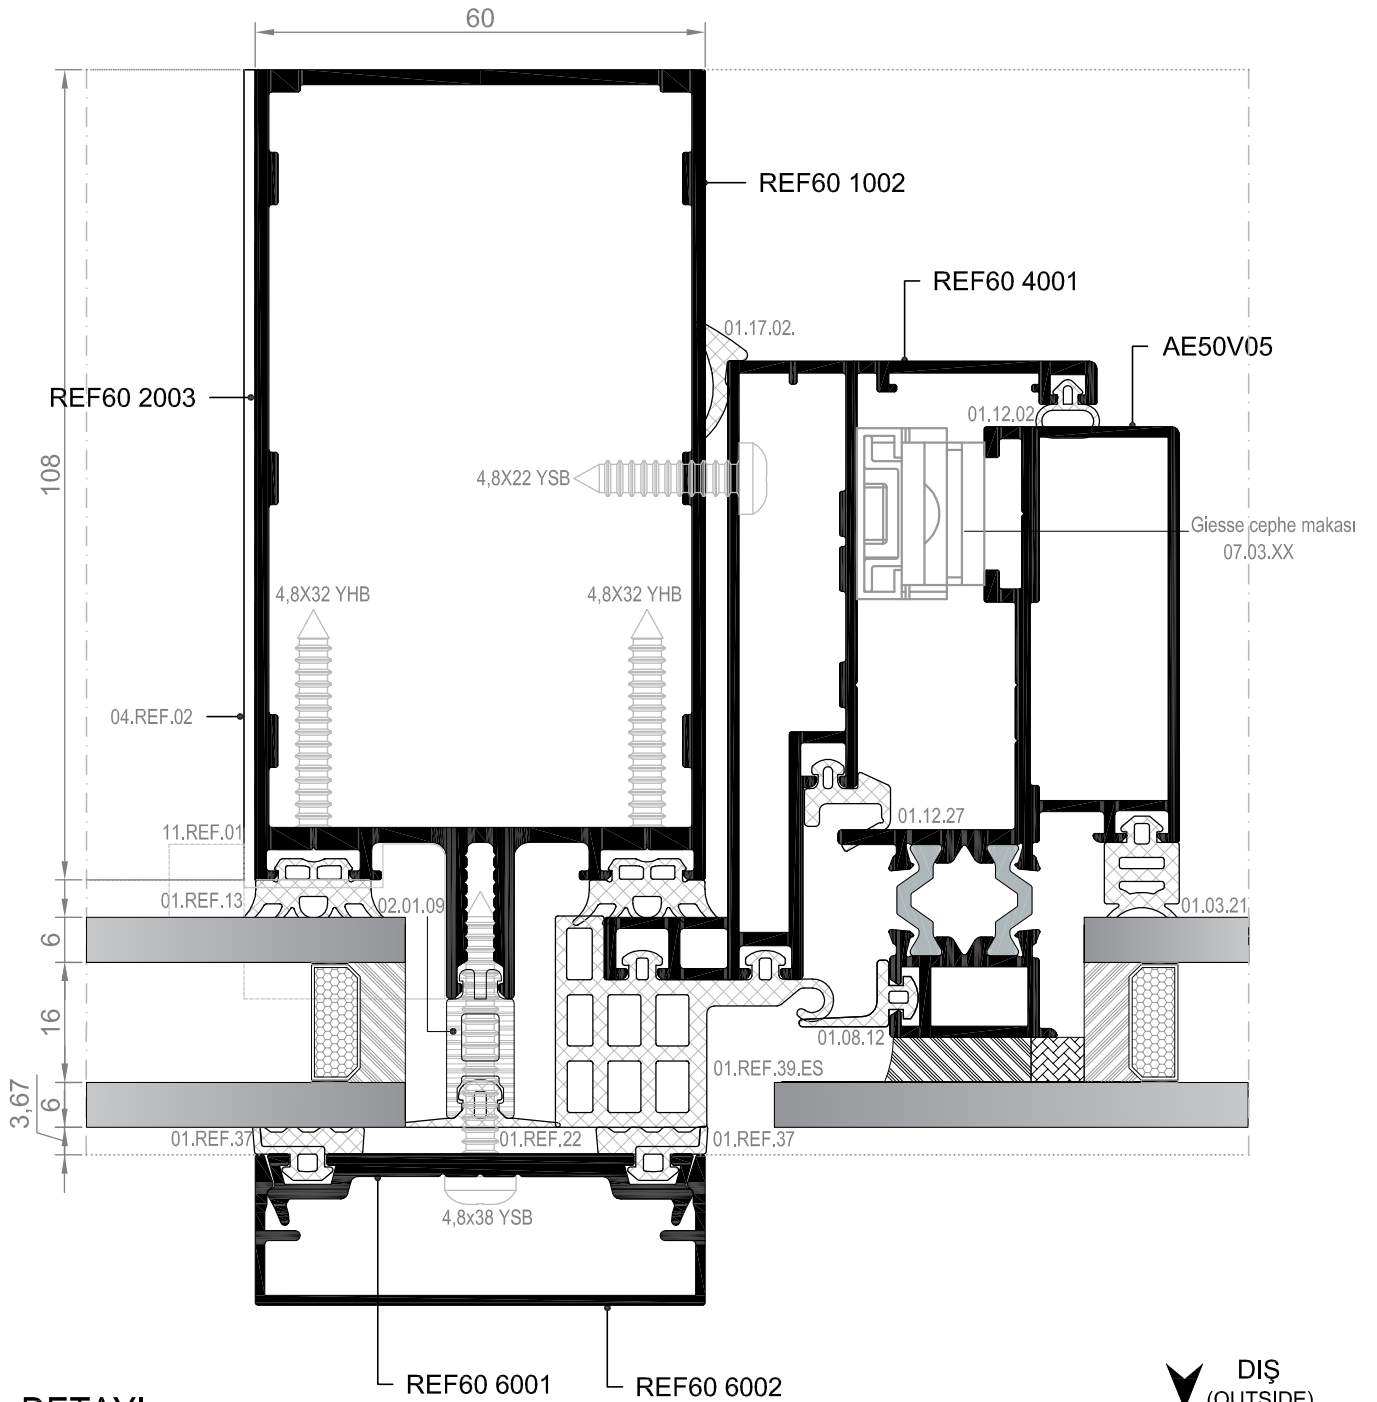 60
REF60 1002
REF60 4001
01.17.02.
AE50V05
REF60 2003
01.12.02
108
4,8X22 YSB
Giesse cephe makası
07.03.XX
4,8X32 YHB
4,8X32 YHB
04.REF.02
01.12.27
11.REF.01
01.REF.13
02.01.09
01.03.21
6
16
01.08.12
01.REF.39.ES
3,67
6
01.REF.37
01.REF.22
01.REF.37
4,8x38 YSB
REF60 6001
REF60 6002
DIŞ
(OUTSIDE)
DETAYI